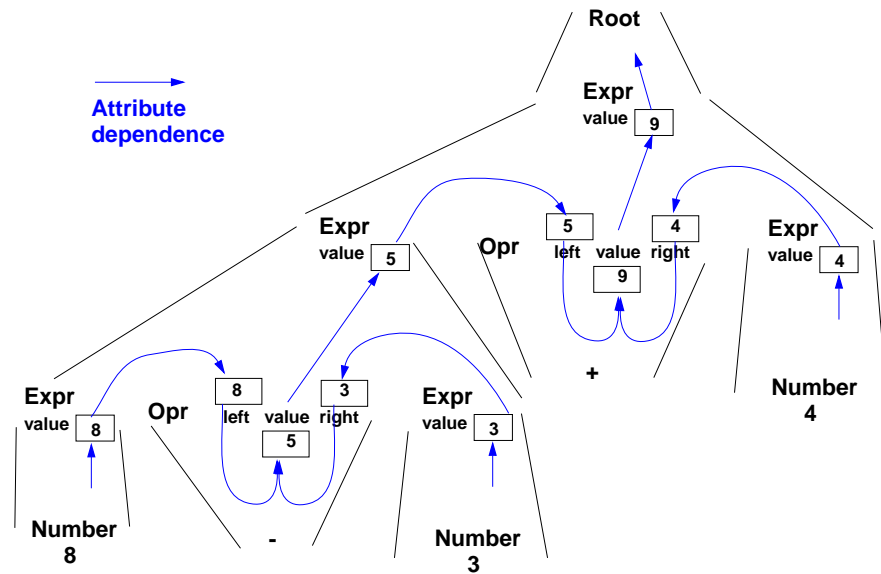 Root
Attribute
dependence
Expr
value 9
Expr
value 5
Opr
5
left
value
9
4
right
Expr
value 4
+
Number
4
Expr
value 8
Opr
8
left
value
5
3
right
Expr
value 3
Number
8
-
Number
3